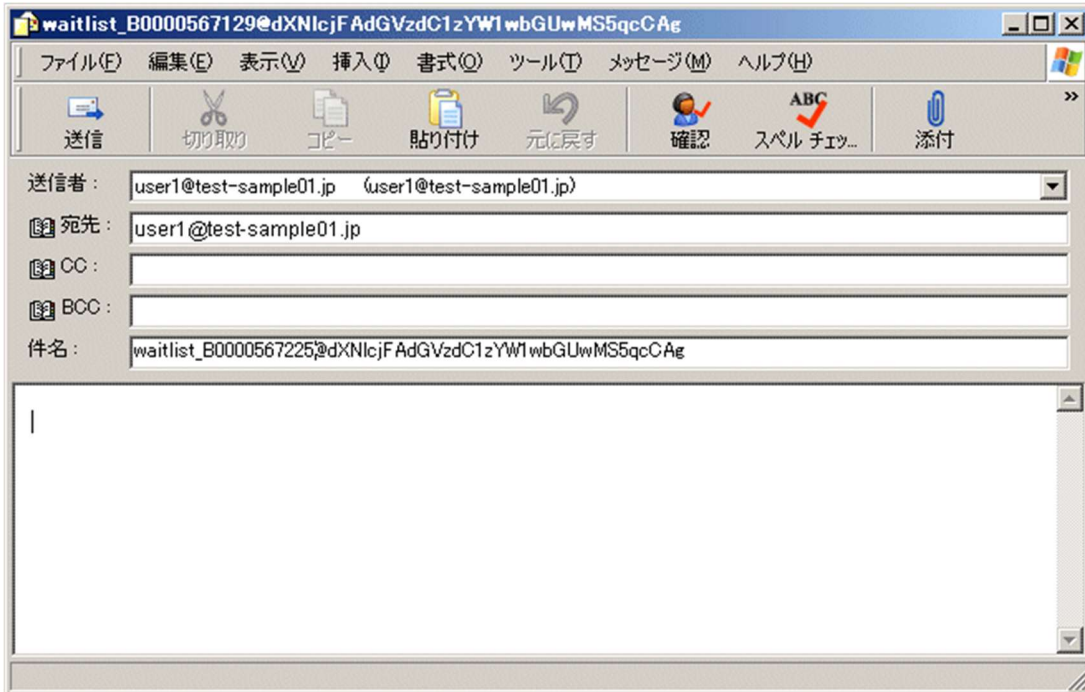 waitlist_B0000567129@dXNlcjFAdGVzdC1zYW1wbGUwMS5qcCAg
ファイル(F) 編集(E) 表示(V) 挿入(I) 書式(O) ツール(T) メッセージ(M) ヘルプ(H)
送信 切り取り コピー 貼り付け 元に戻す 確認 ABC スペル チェッ... 添付 »
送信者: user1@test-sample01.jp (user1@test-sample01.jp)
宛先: user1@test-sample01.jp
CC:
BCC:
件名: waitlist_B0000567225@dXNlcjFAdGVzdC1zYW1wbGUwMS5qcCAg